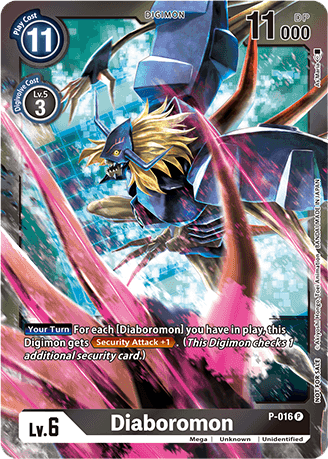 Play Cost
11
DIGIMON
DP
11000
Digivolve Cost
Lv.5
3
NOT FOR SALE
Your Turn For each [Diaboromon] you have in play, this
Digimon gets Security Attack +1. (This Digimon checks 1
additional security card.)
P-016 P
Lv.6
Diaboromon
Mega | Unknown | Unidentified